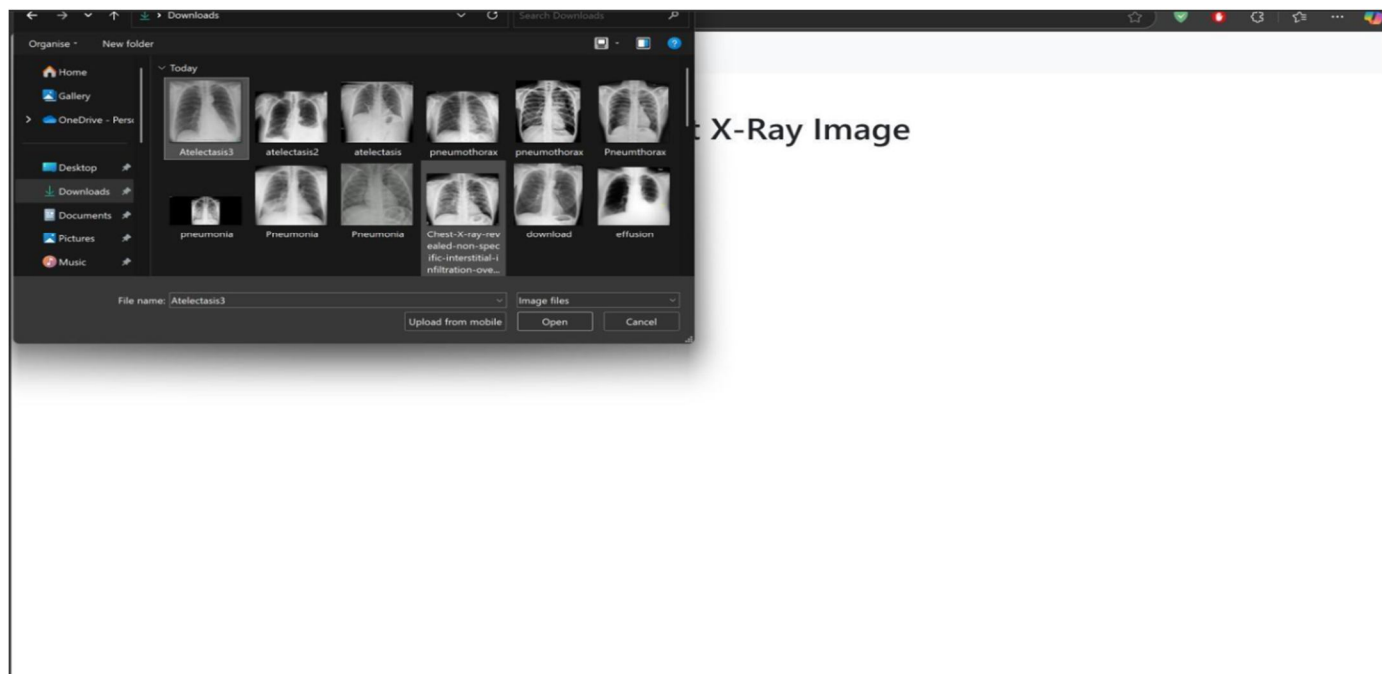 Downloads
Search Downloads
Organise
New folder
Home
Gallery
OneDrive - Pers
Desktop
Downloads
Documents
Pictures
Music
Today
Atelectasis3
atelectasis2
atelectasis
pneumothorax
pneumothorax
Pneumthorax
pneumonia
Pneumonia
Pneumonia
Chest-X-ray-rev
ealed-non-spec
ific-interstitial-i
nfiltration-ove...
download
effusion
X-Ray Image
File name: Atelectasis3
Image files
Upload from mobile
Open
Cancel